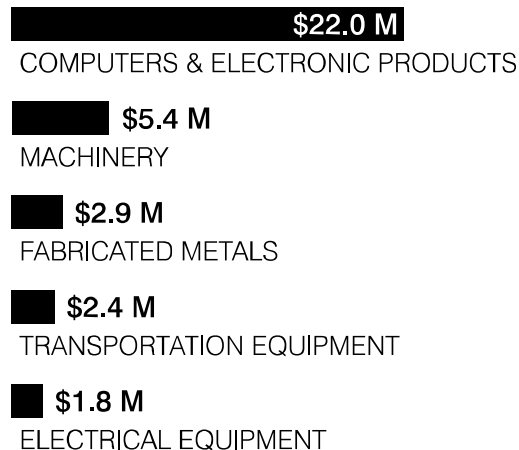 $22.0 M
COMPUTERS & ELECTRONIC PRODUCTS
$5.4 M
MACHINERY
$2.9 M
FABRICATED METALS
$2.4 M
TRANSPORTATION EQUIPMENT
$1.8 M
ELECTRICAL EQUIPMENT